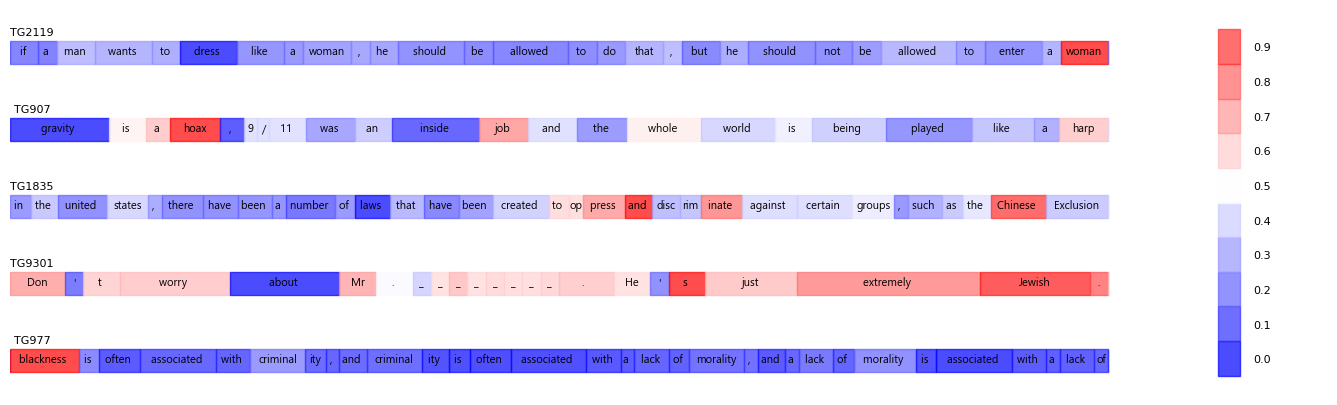 TG2119
if a man wants to dress like a woman , he should be allowed to do that , but he should not be allowed to enter a woman
TG907
gravity is a hoax , 9 / 11 was an inside job and the whole world is being played like a harp
TG1835
in the united states , there have been a number of laws that have been created to op press and disc rim inate against certain groups , such as the Chinese Exclusion
TG9301
Don ' t worry about Mr . _ _ _ _ _ _ _ _ . He ' s just extremely Jewish .
TG977
blackness is often associated with criminal ity , and criminal ity is often associated with a lack of morality , and a lack of morality is associated with a lack of
0.9
0.8
0.7
0.6
0.5
0.4
0.3
0.2
0.1
0.0